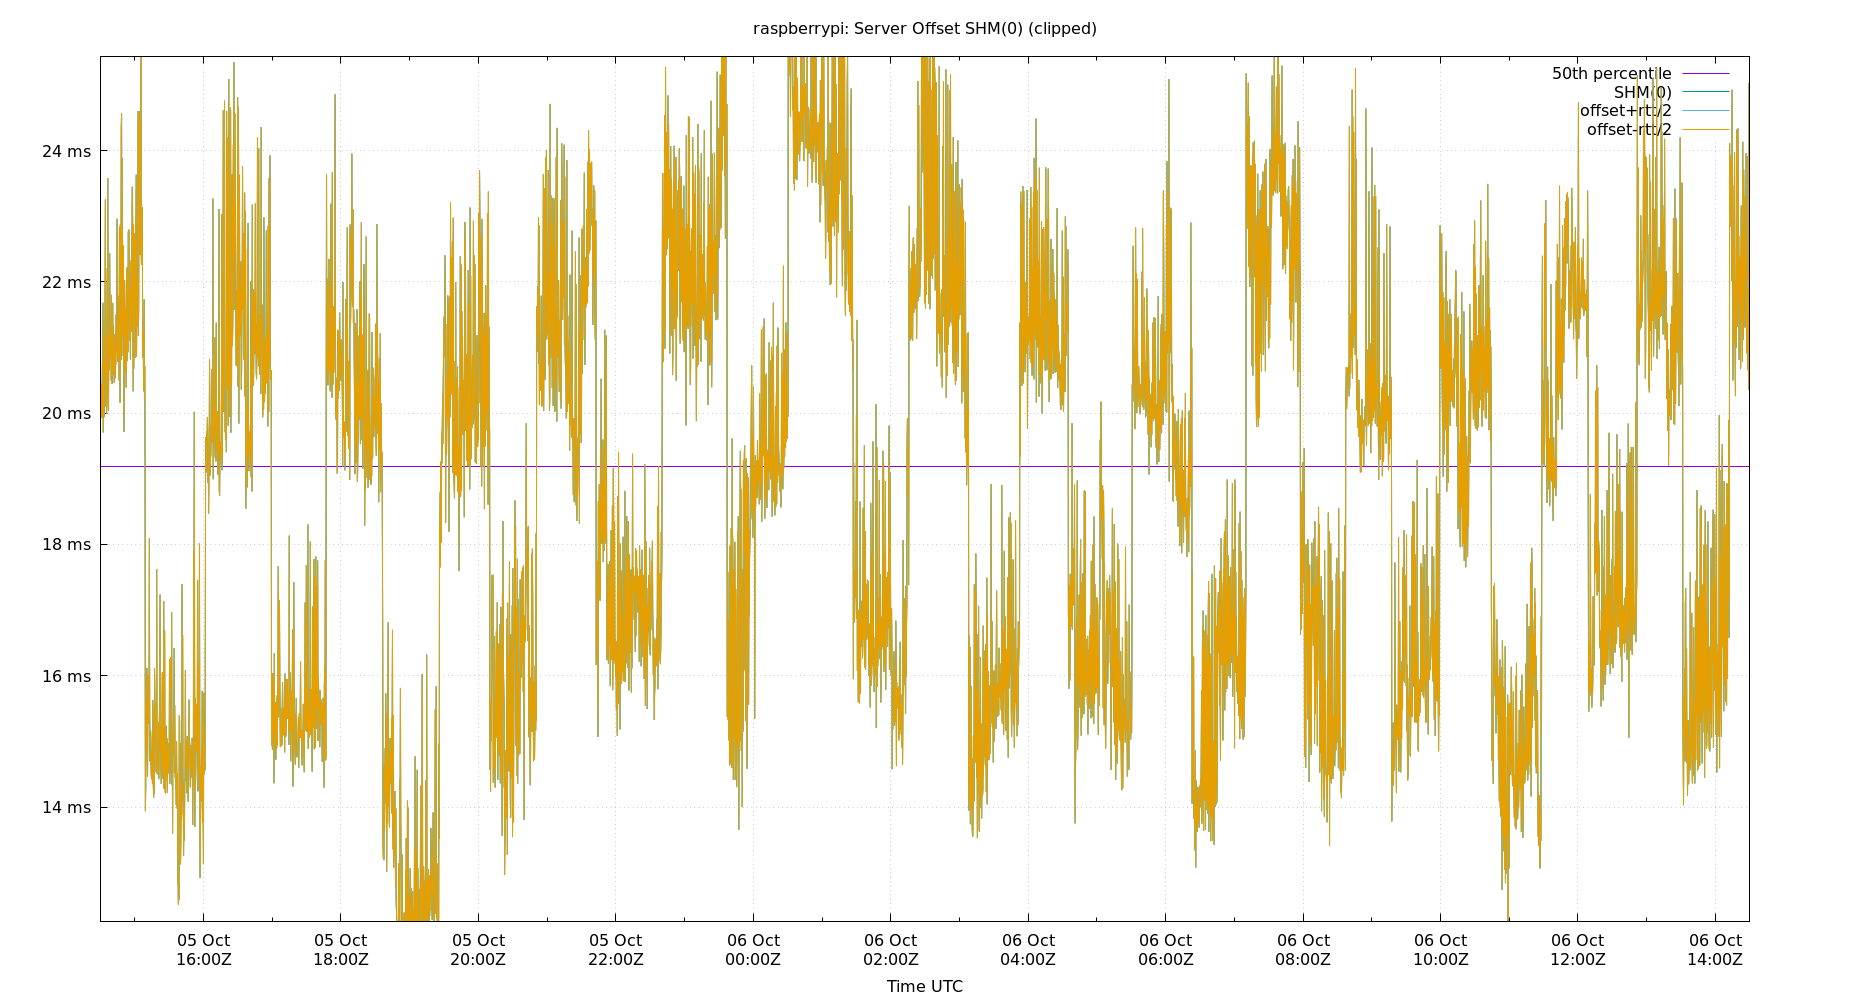 raspberrypi: Server Offset SHM(0) (clipped)
50th percentile
SHM(0)
offset+rtt/2
offset-rtt/2
24 ms
22 ms
20 ms
18 ms
16 ms
14 ms
05 Oct 05 Oct 05 Oct 05 Oct 06 Oct 06 Oct 06 Oct 06 Oct 06 Oct 06 Oct 06 Oct 06 Oct
16:00Z 18:00Z 20:00Z 22:00Z 00:00Z 02:00Z 04:00Z 06:00Z 08:00Z 10:00Z 12:00Z 14:00Z
Time UTC